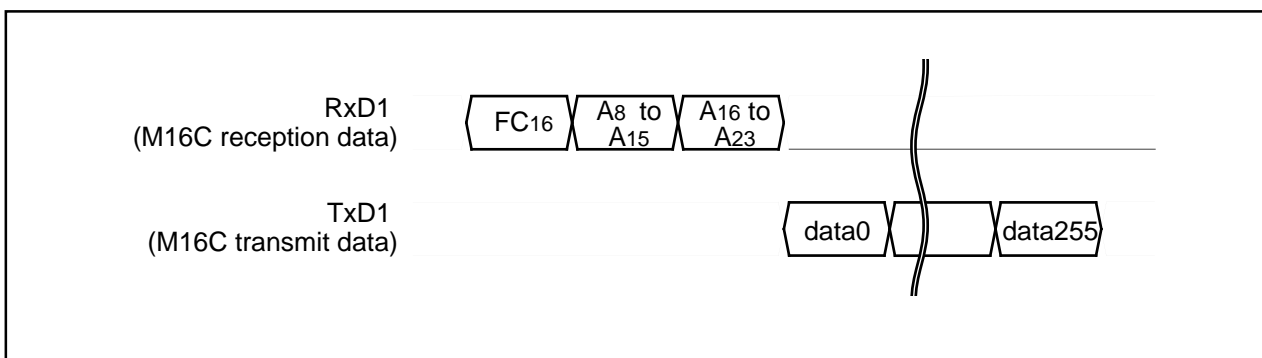 RxD1
(M16C reception data)
FC16
A8 to
A15
A16 to
A23
TxD1
(M16C transmit data)
data0
data255